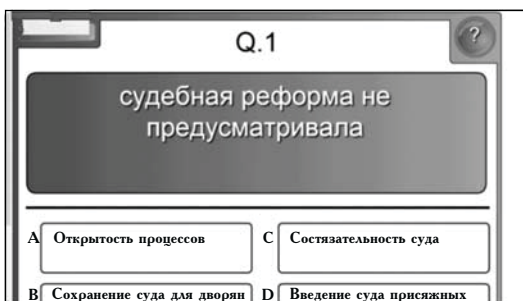 ?
Q.1
судебная реформа не
предусматривала
A Открытость процессов
C Состязательность суда
B Сохранение суда для дворян
D Введение суда присяжных